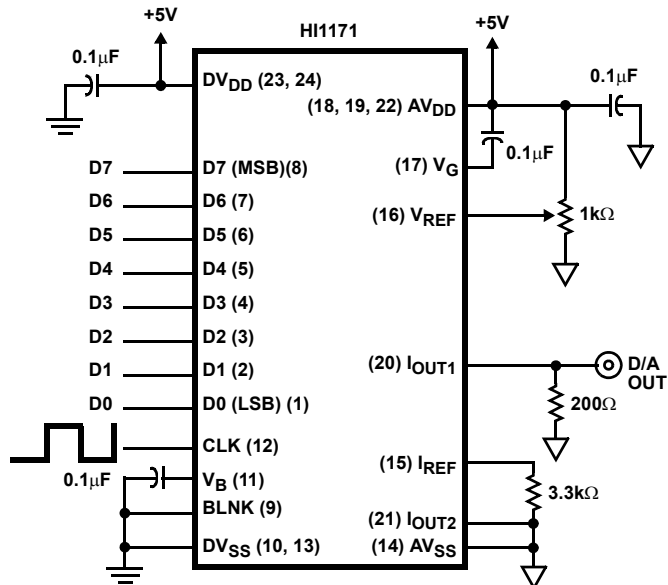 +5V
HI1171
+5V
0.1μF
DVDD (23, 24)
0.1μF
(18, 19, 22) AVDD
0.1μF
(17) VG
D7
D7 (MSB)(8)
D6
D6 (7)
(16) VREF
1kΩ
D5
D5 (6)
D4
D4 (5)
D3
D3 (4)
D2
D2 (3)
D1
D1 (2)
(20) IOUT1
D/A
OUT
D0
D0 (LSB) (1)
200Ω
CLK (12)
(15) IREF
0.1μF
VB (11)
3.3kΩ
BLNK (9)
(21) IOUT2
DVSS (10, 13)
(14) AVSS